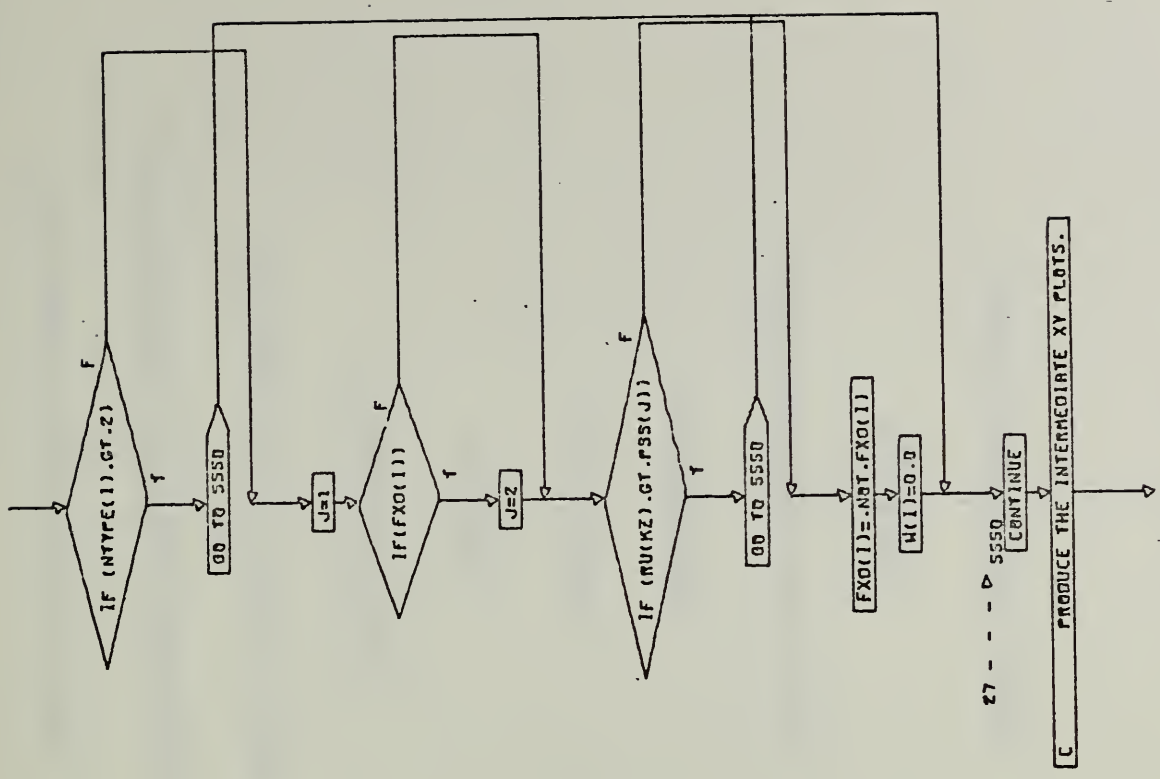 IF (NTYPE(I).GT.2)
F
T
GO TO 5550
J=1
IF(FXO(I))
F
T
J=2
IF (RU(KZ).GT.PSS(J))
F
T
GO TO 5550
FXO(I)=.NOT.FXO(I)
W(I)=0.0
27 - - - 5550
CONTINUE
C PRODUCE THE INTERMEDIATE XY PLOTS.